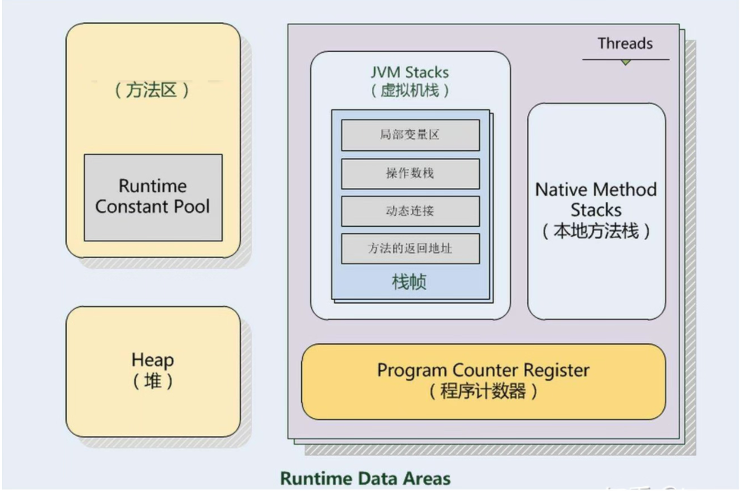 （方法区）
Runtime
Constant Pool
Heap
（堆）
Threads
JVM Stacks
（虚拟机栈）
局部变量区
操作数栈
动态连接
方法的返回地址
栈帧
Native Method
Stacks
（本地方法栈）
Program Counter Register
（程序计数器）
Runtime Data Areas